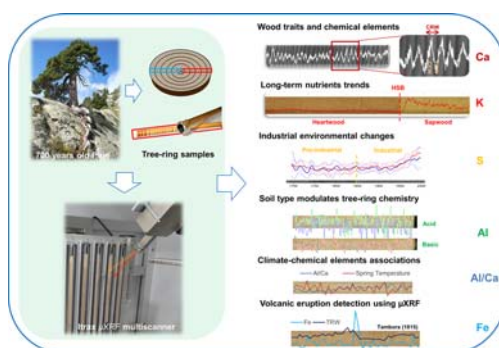 Wood traits and chemical elements
CRW
Ca
Long-term nutrients trends
HSB
K
Heartwood
Sapwood
Industrial environmental changes
Pre-industrial
Industrial
S
Soil type modulates tree-ring chemistry
Acid
Al
Basic
Climate-chemical elements associations
Al/Ca
Spring Temperature
Al/Ca
Volcanic eruption detection using µXRF
Fe
TRW
Tambora (1815)
Fe
700 years old
Tree-ring samples
Itrax µXRF multiscanner